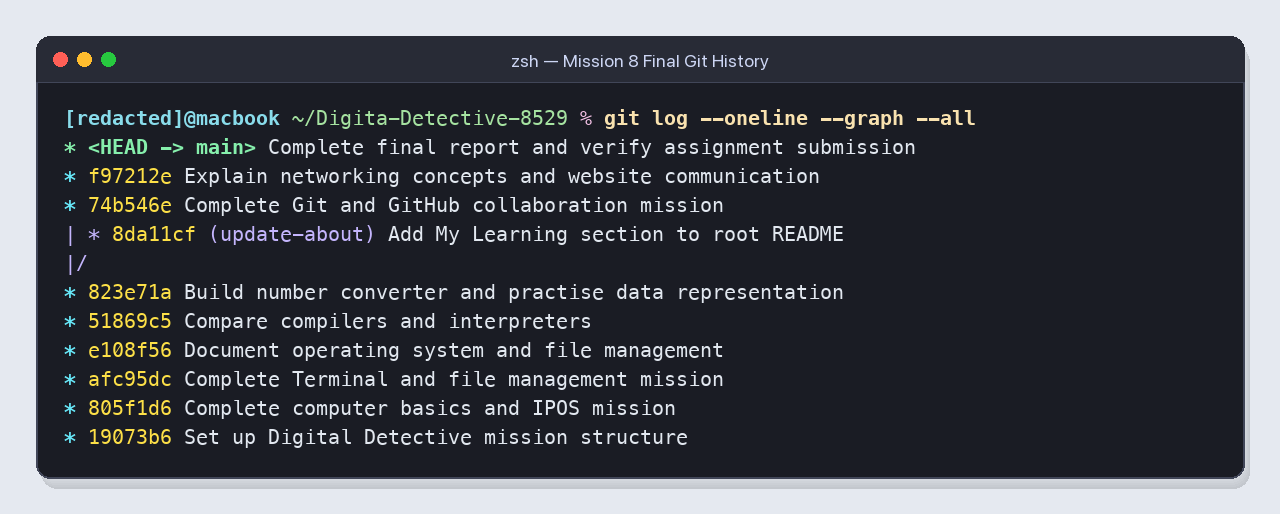 zsh — Mission 8 Final Git History
[redacted]@macbook ~/Digita-Detective-8529 % git log --oneline --graph --all
* <HEAD -> main> Complete final report and verify assignment submission
* f97212e Explain networking concepts and website communication
* 74b546e Complete Git and GitHub collaboration mission
| * 8da11cf (update-about) Add My Learning section to root README
|/
* 823e71a Build number converter and practise data representation
* 51869c5 Compare compilers and interpreters
* e108f56 Document operating system and file management
* afc95dc Complete Terminal and file management mission
* 805f1d6 Complete computer basics and IPOS mission
* 19073b6 Set up Digital Detective mission structure